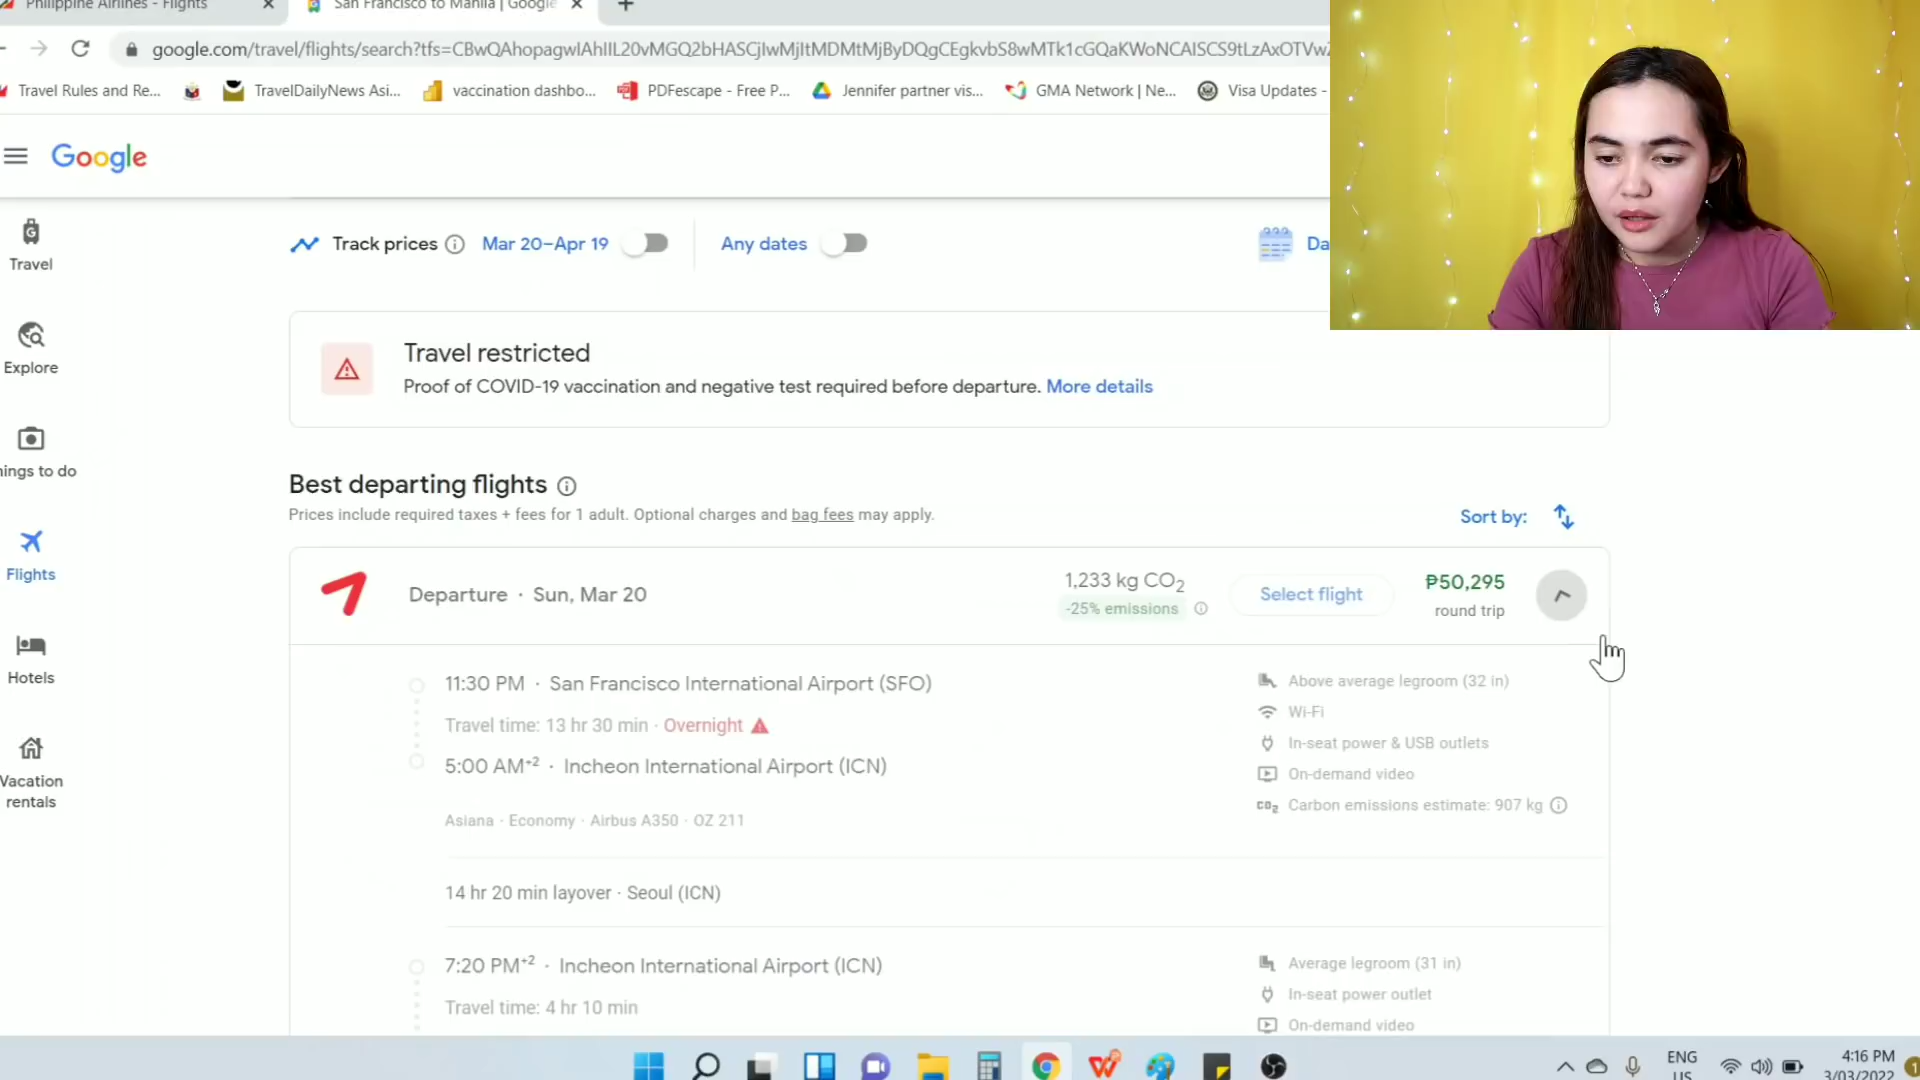 Philippine Airlines - Flights
San Francisco to Manila | Google
google.com/travel/flights/search?tfs=
Travel Rules and Re...
TravelDailyNews Asi...
vaccination dashbo...
PDFescape - Free P...
Jennifer partner vis...
GMA Network | Ne...
Visa Updates -
Google
Travel
Explore
ings to do
Flights
Hotels
Vacation
rentals
Track prices
Mar 20–Apr 19
Any dates
Da
Travel restricted
Proof of COVID-19 vaccination and negative test required before departure. More details
Best departing flights
Prices include required taxes + fees for 1 adult. Optional charges and bag fees may apply.
Sort by:
Departure · Sun, Mar 20
1,233 kg CO2
-25% emissions
Select flight
₱50,295
round trip
11:30 PM · San Francisco International Airport (SFO)
Travel time: 13 hr 30 min · Overnight
5:00 AM+2 · Incheon International Airport (ICN)
Asiana · Economy · Airbus A350 · OZ 211
Above average legroom (32 in)
Wi-Fi
In-seat power & USB outlets
On-demand video
CO2 Carbon emissions estimate: 907 kg
14 hr 20 min layover · Seoul (ICN)
7:20 PM+2 · Incheon International Airport (ICN)
Travel time: 4 hr 10 min
Average legroom (31 in)
In-seat power outlet
On-demand video
ENG
US
4:16 PM
3/03/2022